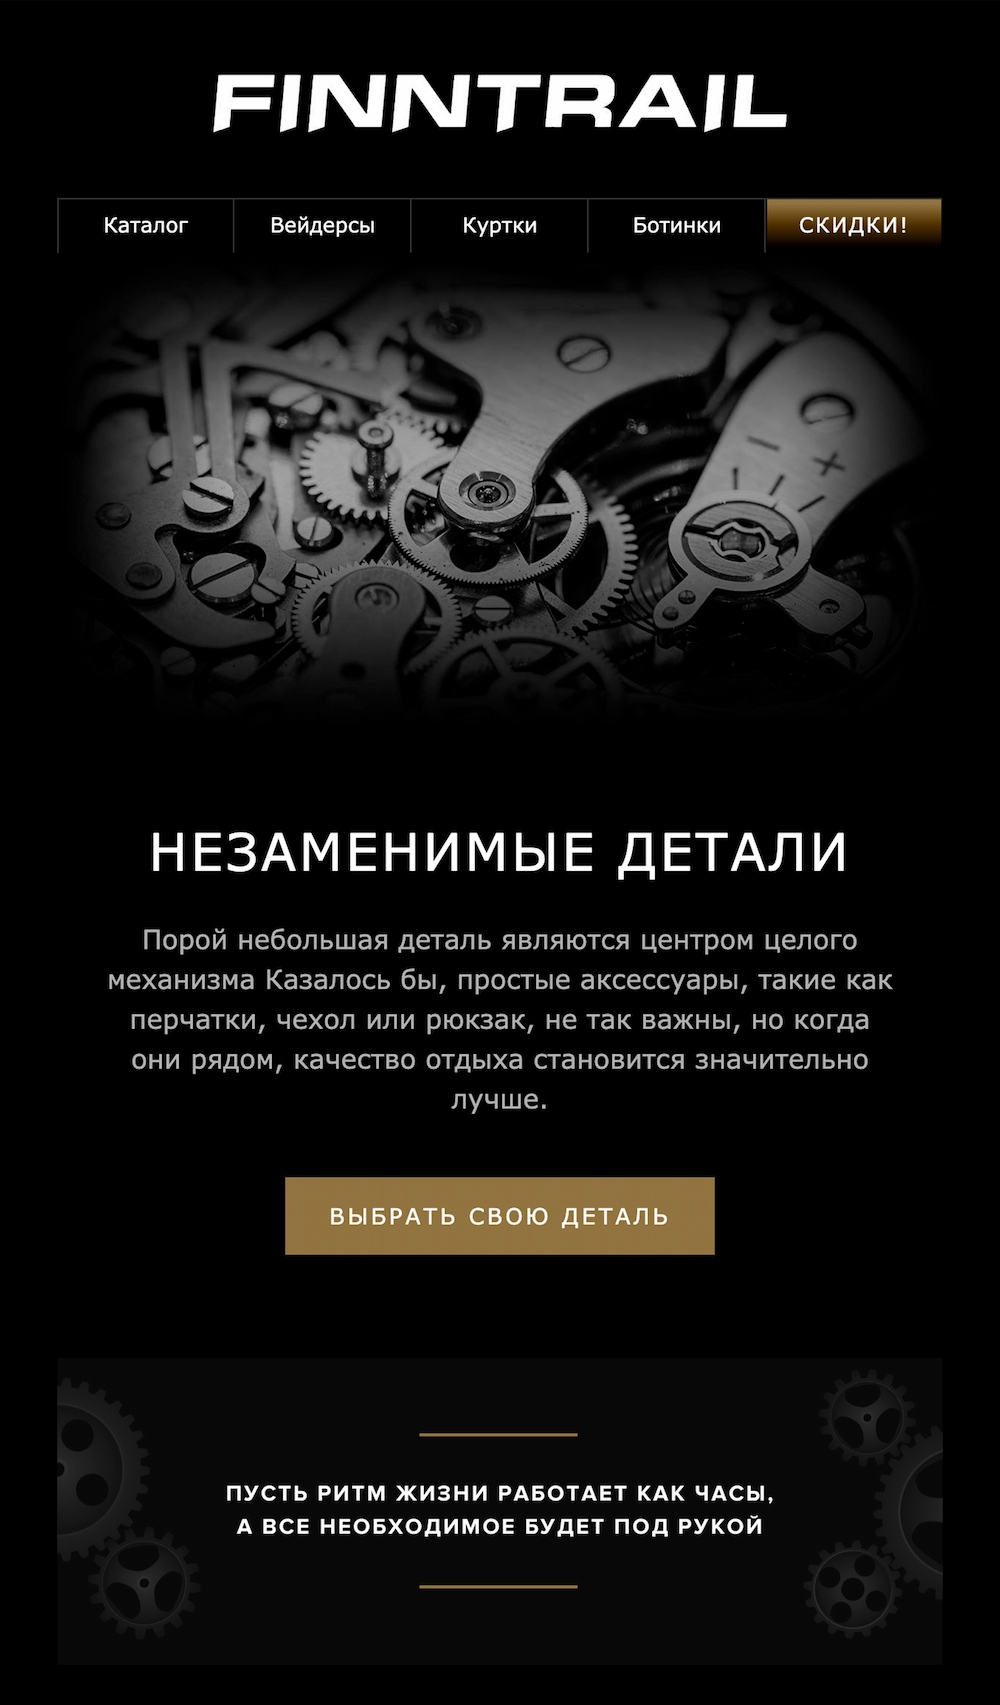 FINNTRAIL
Каталог Вейдерсы Куртки Ботинки СКИДКИ!
НЕЗАМЕНИМЫЕ ДЕТАЛИ
Порой небольшая деталь являются центром целого
механизма Казалось бы, простые аксессуары, такие как
перчатки, чехол или рюкзак, не так важны, но когда
они рядом, качество отдыха становится значительно
лучше.
ВЫБРАТЬ СВОЮ ДЕТАЛЬ
ПУСТЬ РИТМ ЖИЗНИ РАБОТАЕТ КАК ЧАСЫ,
А ВСЕ НЕОБХОДИМОЕ БУДЕТ ПОД РУКОЙ